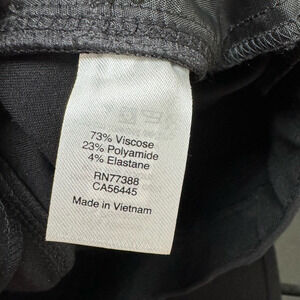 73% Viscose
23% Polyamide
4% Elastane
RN77388
CA56445
Made in Vietnam